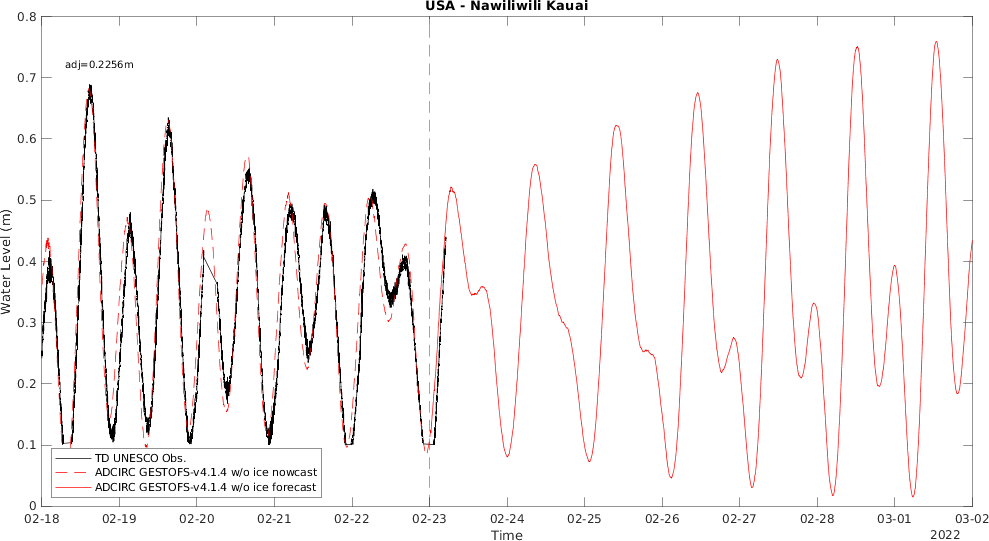 USA - Nawiliwili Kauai
adj=0.2256m
Water Level (m)
0.8
0.7
0.6
0.5
0.4
0.3
0.2
0.1
0
TD UNESCO Obs.
ADCIRC GESTOFS-v4.1.4 w/o ice nowcast
ADCIRC GESTOFS-v4.1.4 w/o ice forecast
02-18 02-19 02-20 02-21 02-22 02-23 02-24 02-25 02-26 02-27 02-28 03-01 03-02
Time
2022